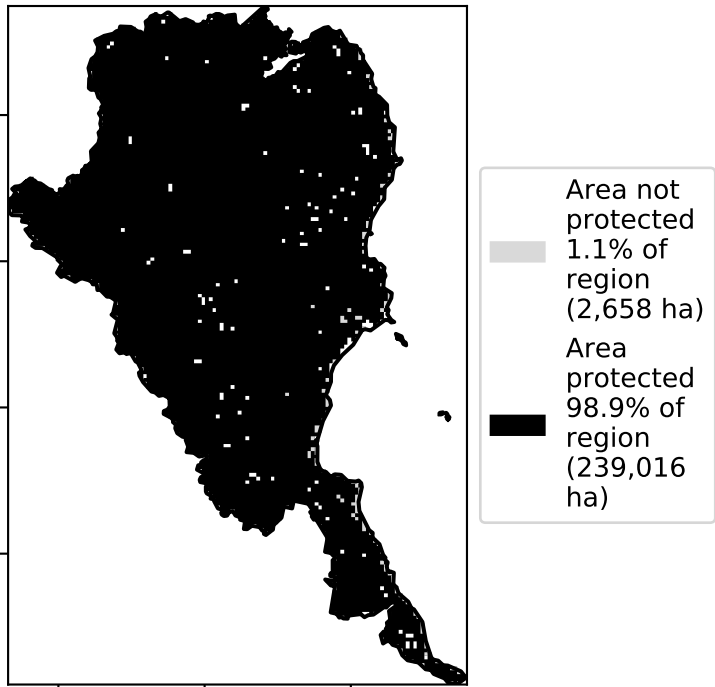 Area not
protected
1.1% of
region
(2,658 ha)
Area
protected
98.9% of
region
(239,016
ha)